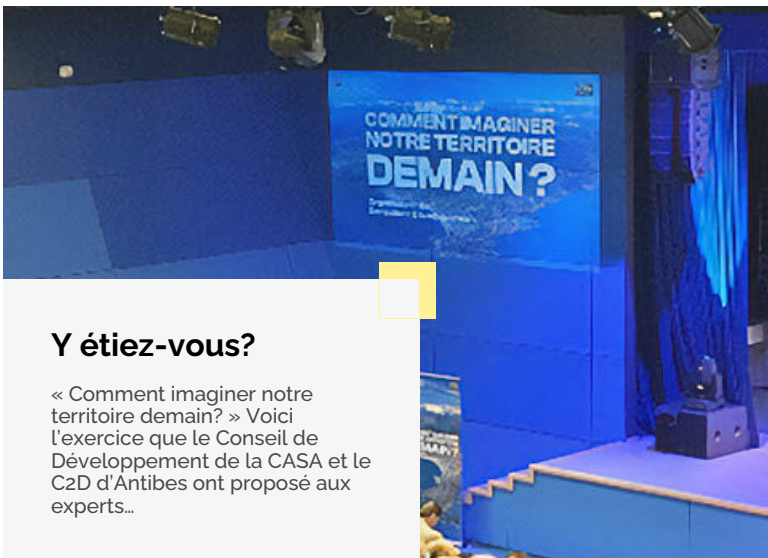 COMMENT IMAGINER
NOTRE TERRITOIRE
DEMAIN ?
Y étiez-vous?
« Comment imaginer notre
territoire demain? » Voici
l'exercice que le Conseil de
Développement de la CASA et le
C2D d'Antibes ont proposé aux
experts…